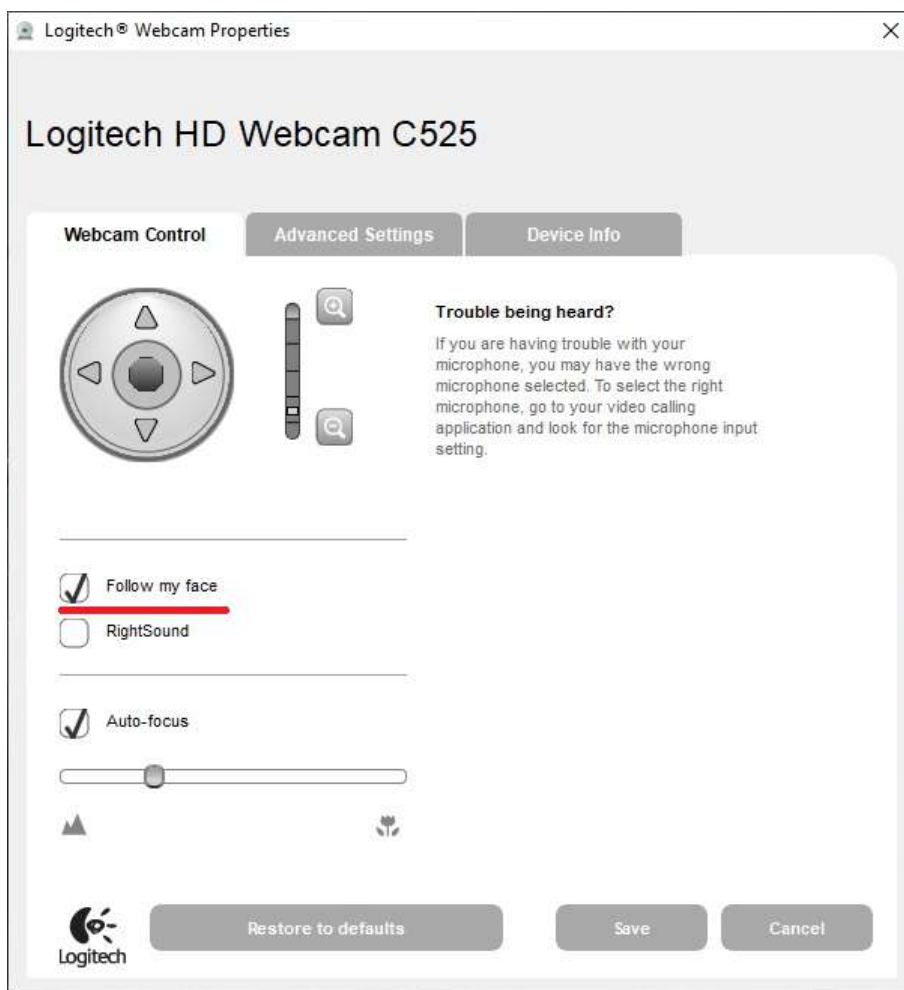 Logitech® Webcam Properties
Logitech HD Webcam C525
Webcam Control
Advanced Settings
Device Info
Trouble being heard?
If you are having trouble with your
microphone, you may have the wrong
microphone selected. To select the right
microphone, go to your video calling
application and look for the microphone input
setting.
Follow my face
RightSound
Auto-focus
Logitech
Restore to defaults
Save
Cancel